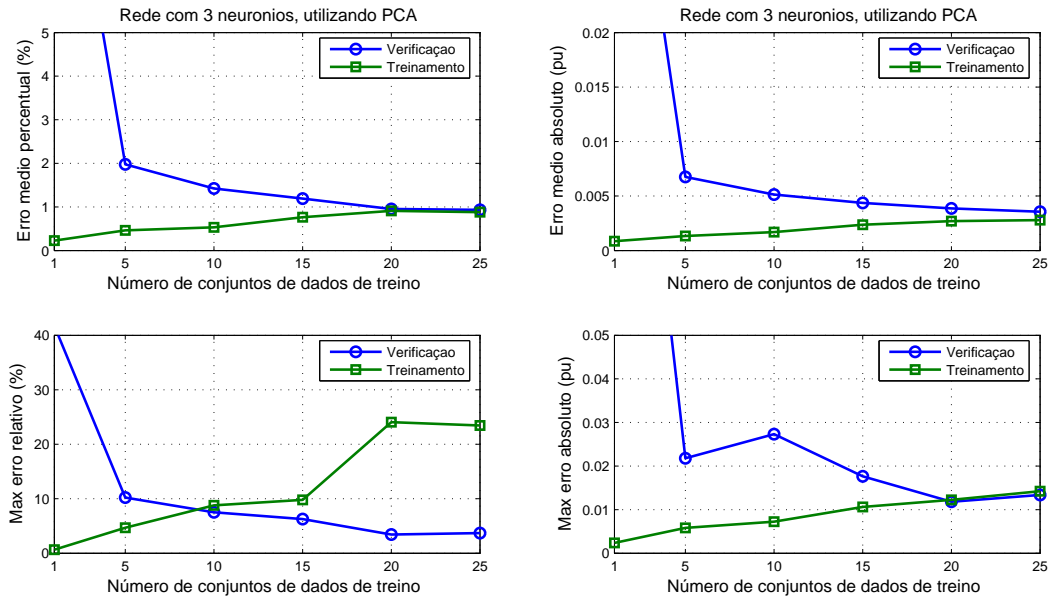 Rede com 3 neuronios, utilizando PCA
Erro medio percentual (%)
5
4
3
2
1
0
1 5 10 15 20 25
Número de conjuntos de dados de treino
Verificaçao
Treinamento
Rede com 3 neuronios, utilizando PCA
Erro medio absoluto (pu)
0.02
0.015
0.01
0.005
0
1 5 10 15 20 25
Número de conjuntos de dados de treino
Verificaçao
Treinamento
Max erro relativo (%)
40
30
20
10
0
1 5 10 15 20 25
Número de conjuntos de dados de treino
Verificaçao
Treinamento
Max erro absoluto (pu)
0.05
0.04
0.03
0.02
0.01
0
1 5 10 15 20 25
Número de conjuntos de dados de treino
Verificaçao
Treinamento